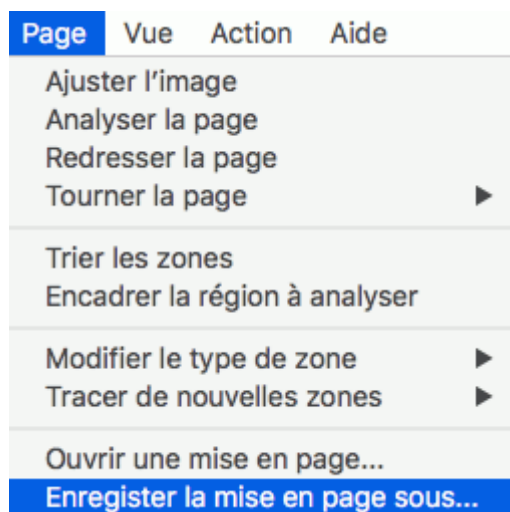 Page Vue Action Aide
Ajuster l'image
Analyser la page
Redresser la page
Tourner la page
Trier les zones
Encadrer la région à analyser
Modifier le type de zone
Tracer de nouvelles zones
Ouvrir une mise en page...
Enregister la mise en page sous...